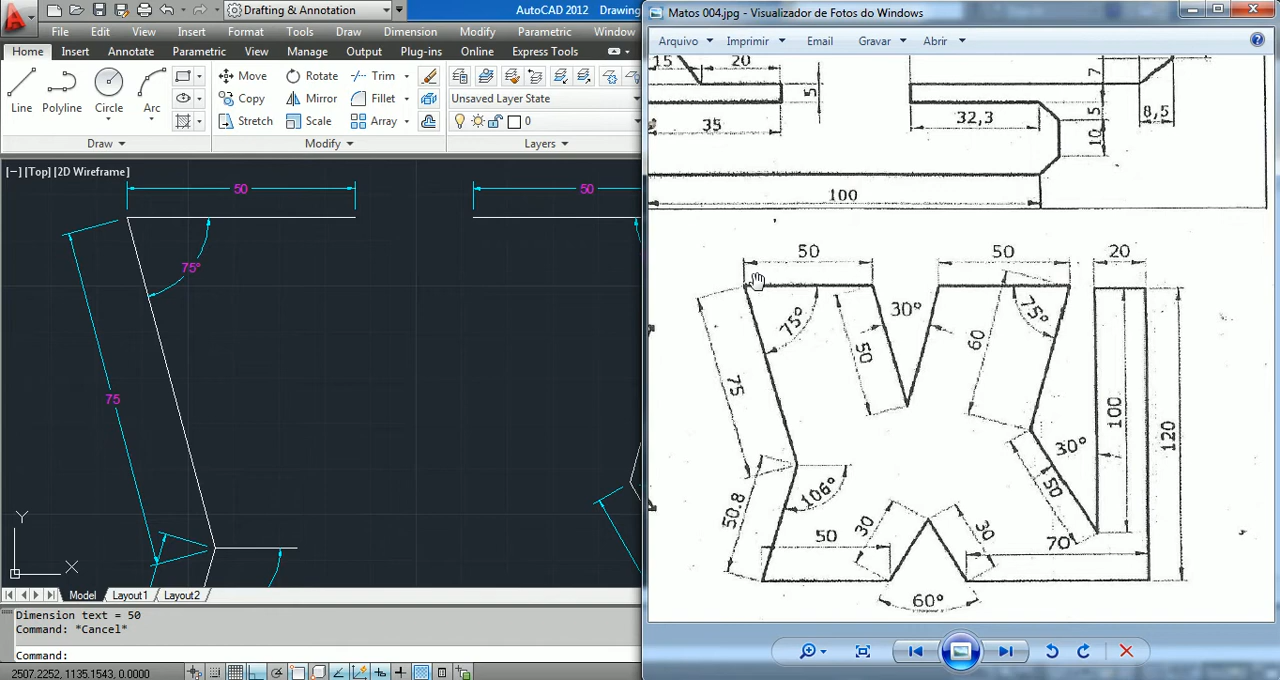 Drafting & Annotation
AutoCAD 2012
Drawing
File Edit View Insert Format Tools Draw Dimension Modify Parametric Window
Home Insert Annotate Parametric View Manage Output Plug-ins Online Express Tools
Line
Polyline
Circle
Arc
Move
Rotate
Trim
Copy
Mirror
Fillet
Stretch
Scale
Array
Unsaved Layer State
0
Draw
Modify
Layers
[−] [Top] [2D Wireframe]
50
50
75°
75
Y
X
Model Layout1 Layout2
Dimension text = 50
Command: *Cancel*
Command:
2507.2252, 1135.1543, 0.0000
Matos 004.jpg - Visualizador de Fotos do Windows
Arquivo
Imprimir
Email
Gravar
Abrir
15
20
5
35
32,3
7
5
10
8,5
100
50
50
20
75°
30°
75°
50
60
75
100
120
30°
50
106°
50.8
50
30
30
70
60°